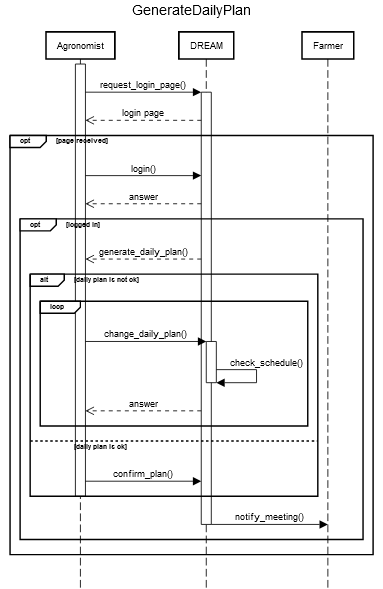 GenerateDailyPlan
Agronomist DREAM Farmer
request_login_page()
login page
opt [page received]
login()
answer
opt [logged in]
generate_daily_plan()
alt [daily plan is not ok]
loop
change_daily_plan()
check_schedule()
answer
[daily plan is ok]
confirm_plan()
notify_meeting()